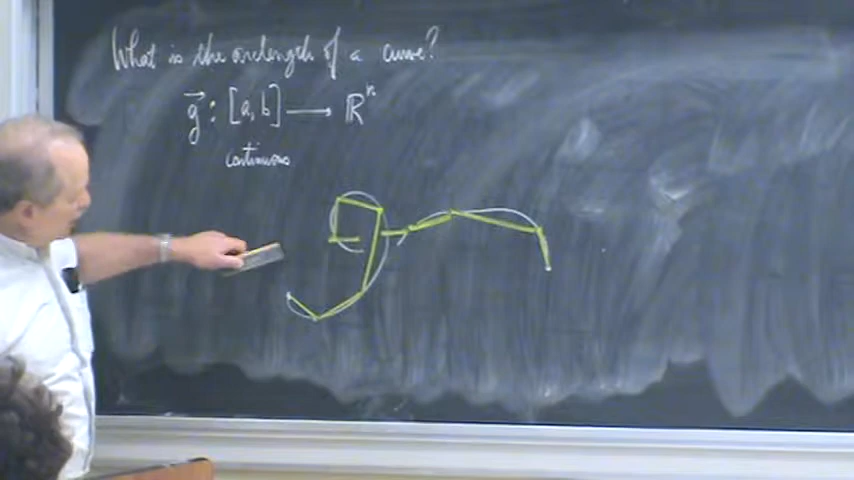 What is the arclength of a curve?
g⃗ : [a, b] ⟶ ℝⁿ
continuous